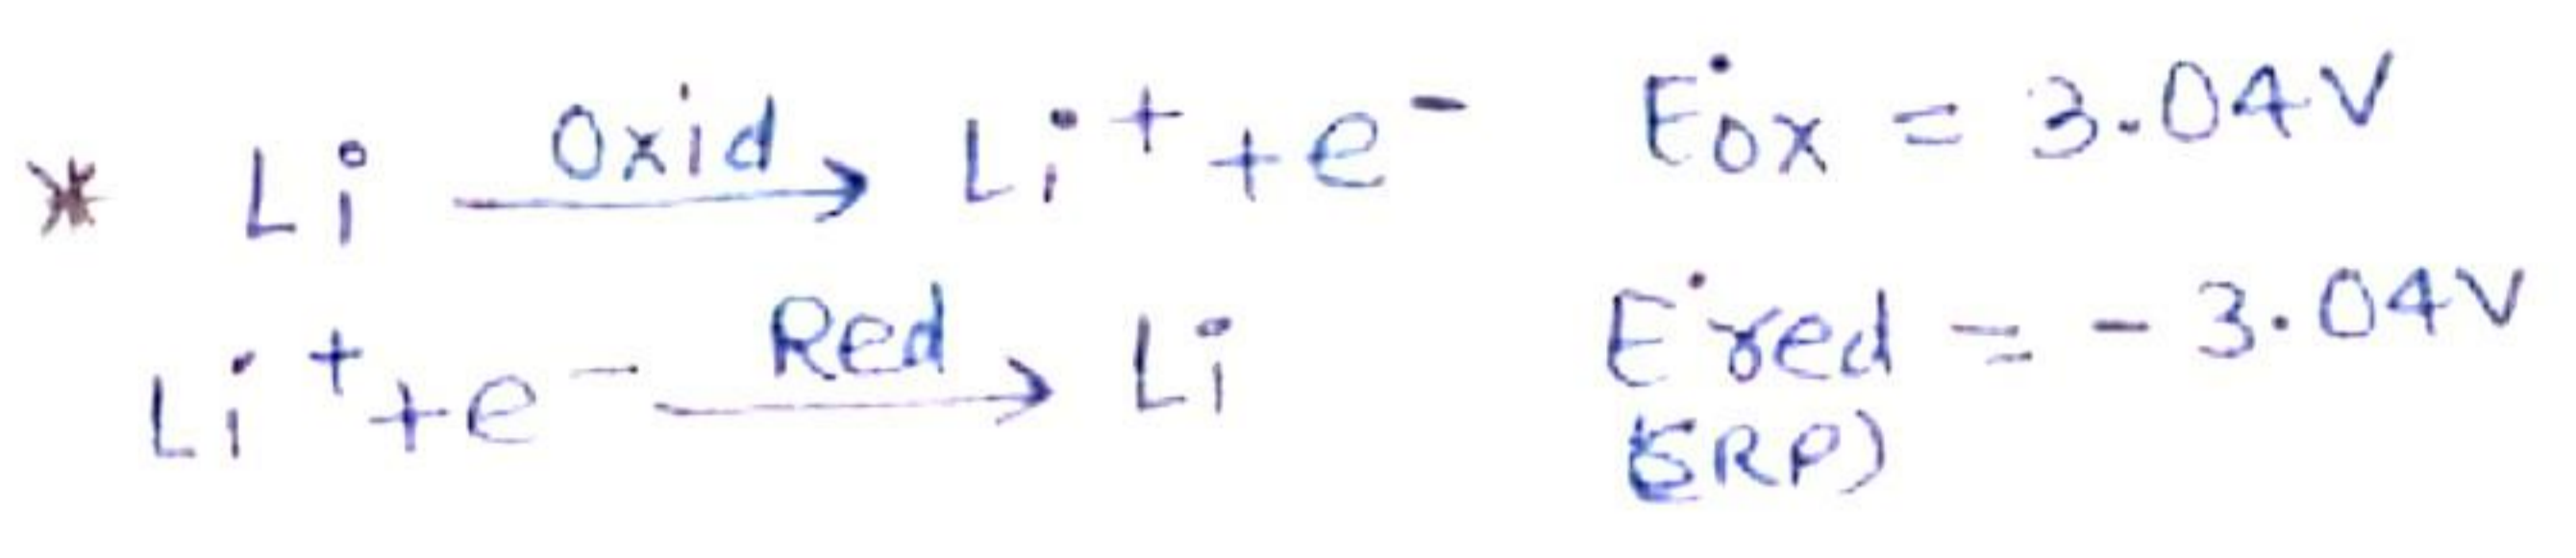 * Li —Oxid→ Li⁺ + e⁻ E°ox = 3.04V
Li⁺ + e⁻ —Red→ Li E°red = - 3.04V
(SRP)